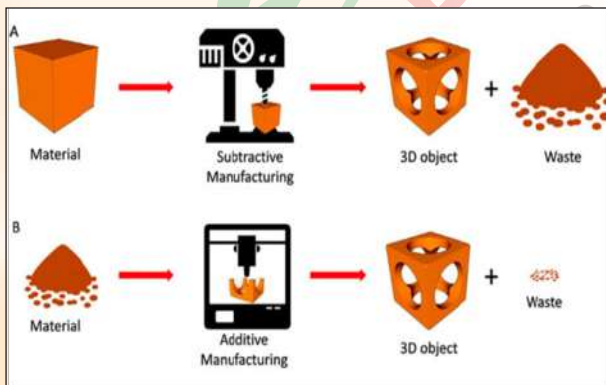 A
Material
Subtractive
Manufacturing
3D object
+
Waste
B
Material
Additive
Manufacturing
3D object
+
Waste